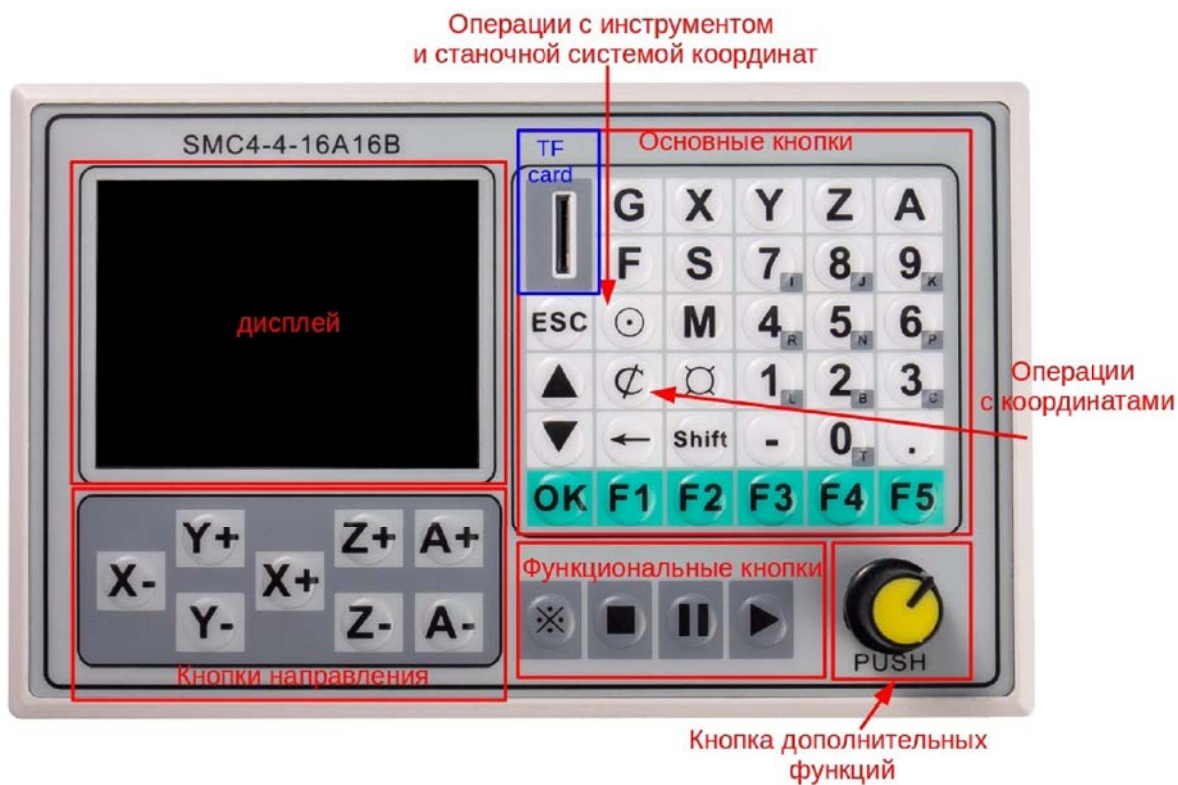 Операции с инструментом
и станочной системой координат
SMC4-4-16A16B
TF
card
Основные кнопки
G X Y Z A
F S 7 I 8 J 9 K
дисплей
ESC M 4 R 5 N 6 P
1 L 2 B 3 C
Операции
с координатами
Shift - 0 T .
OK F1 F2 F3 F4 F5
Y+ Z+ A+
X- X+
Y- Z- A-
Кнопки направления
Функциональные кнопки
PUSH
Кнопка дополнительных
функций